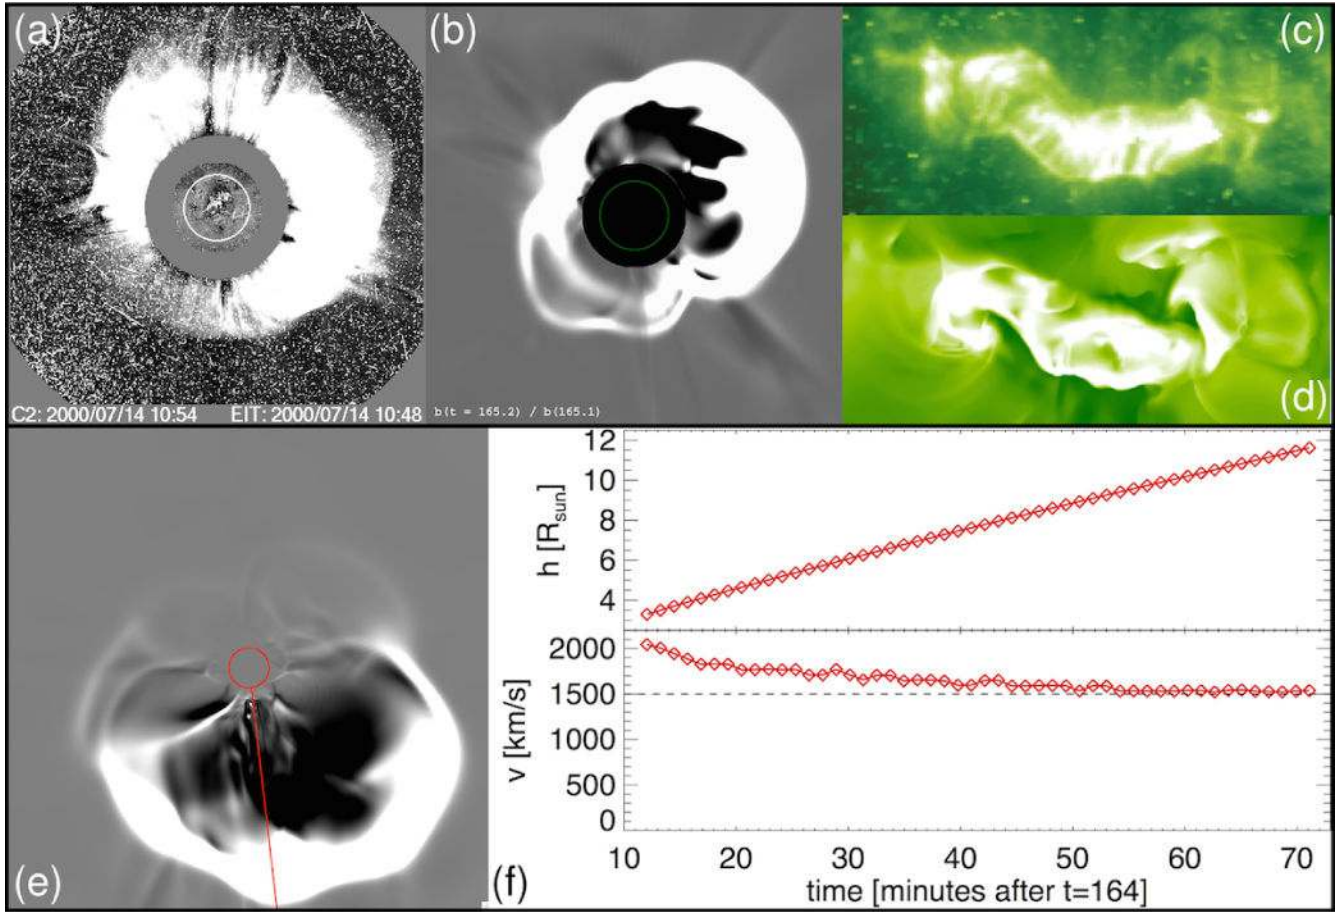 (a)
C2: 2000/07/14 10:54 EIT: 2000/07/14 10:48
(b)
b(t = 165.2) / b(165.1)
(c)
(d)
(e)
(f)
12
10
8
6
4
h [R_sun]
2000
1500
1000
500
0
v [km/s]
10 20 30 40 50 60 70
time [minutes after t=164]